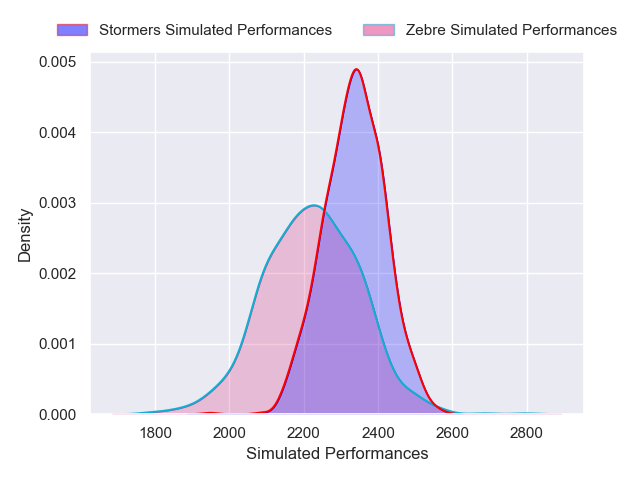 Stormers Simulated Performances Zebre Simulated Performances
0.005
0.004
0.003
0.002
0.001
0.000
Density
1800 2000 2200 2400 2600 2800
Simulated Performances